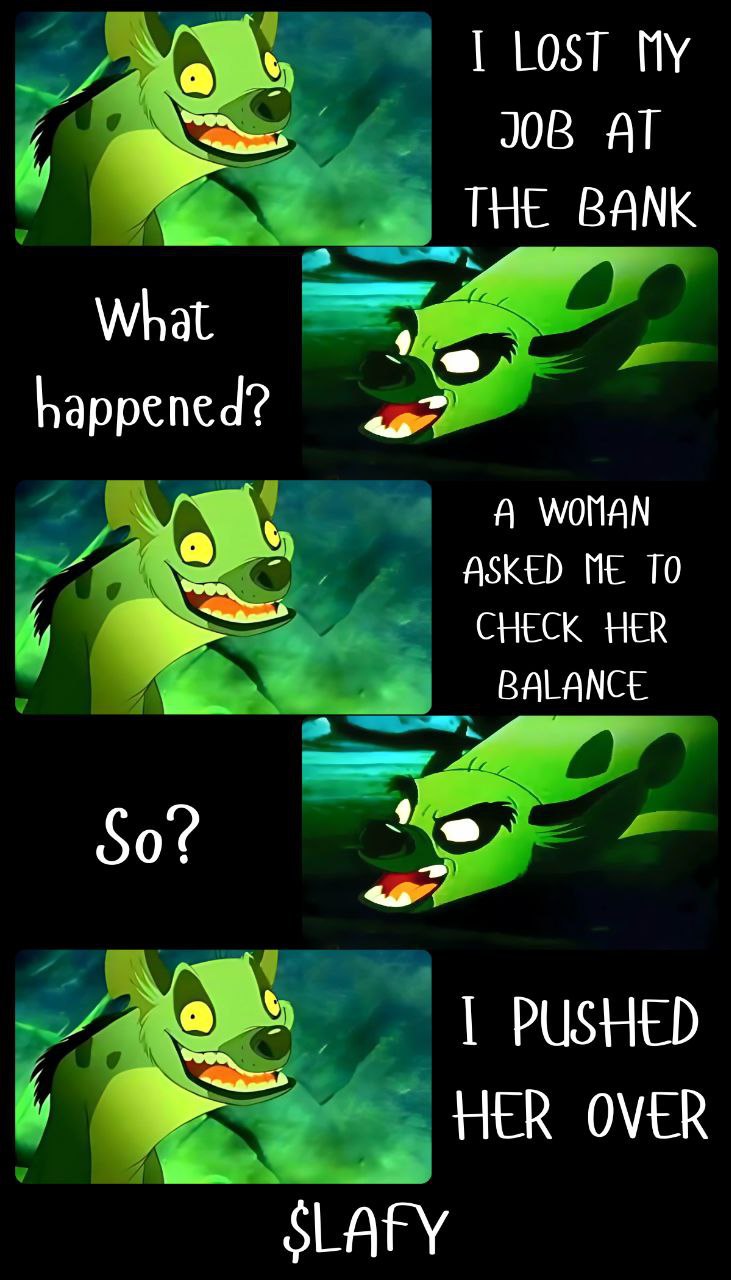 I LOST MY
JOB AT
THE BANK
What
happened?
A WOMAN
ASKED ME TO
CHECK HER
BALANCE
So?
I PUSHED
HER OVER
$LAFY